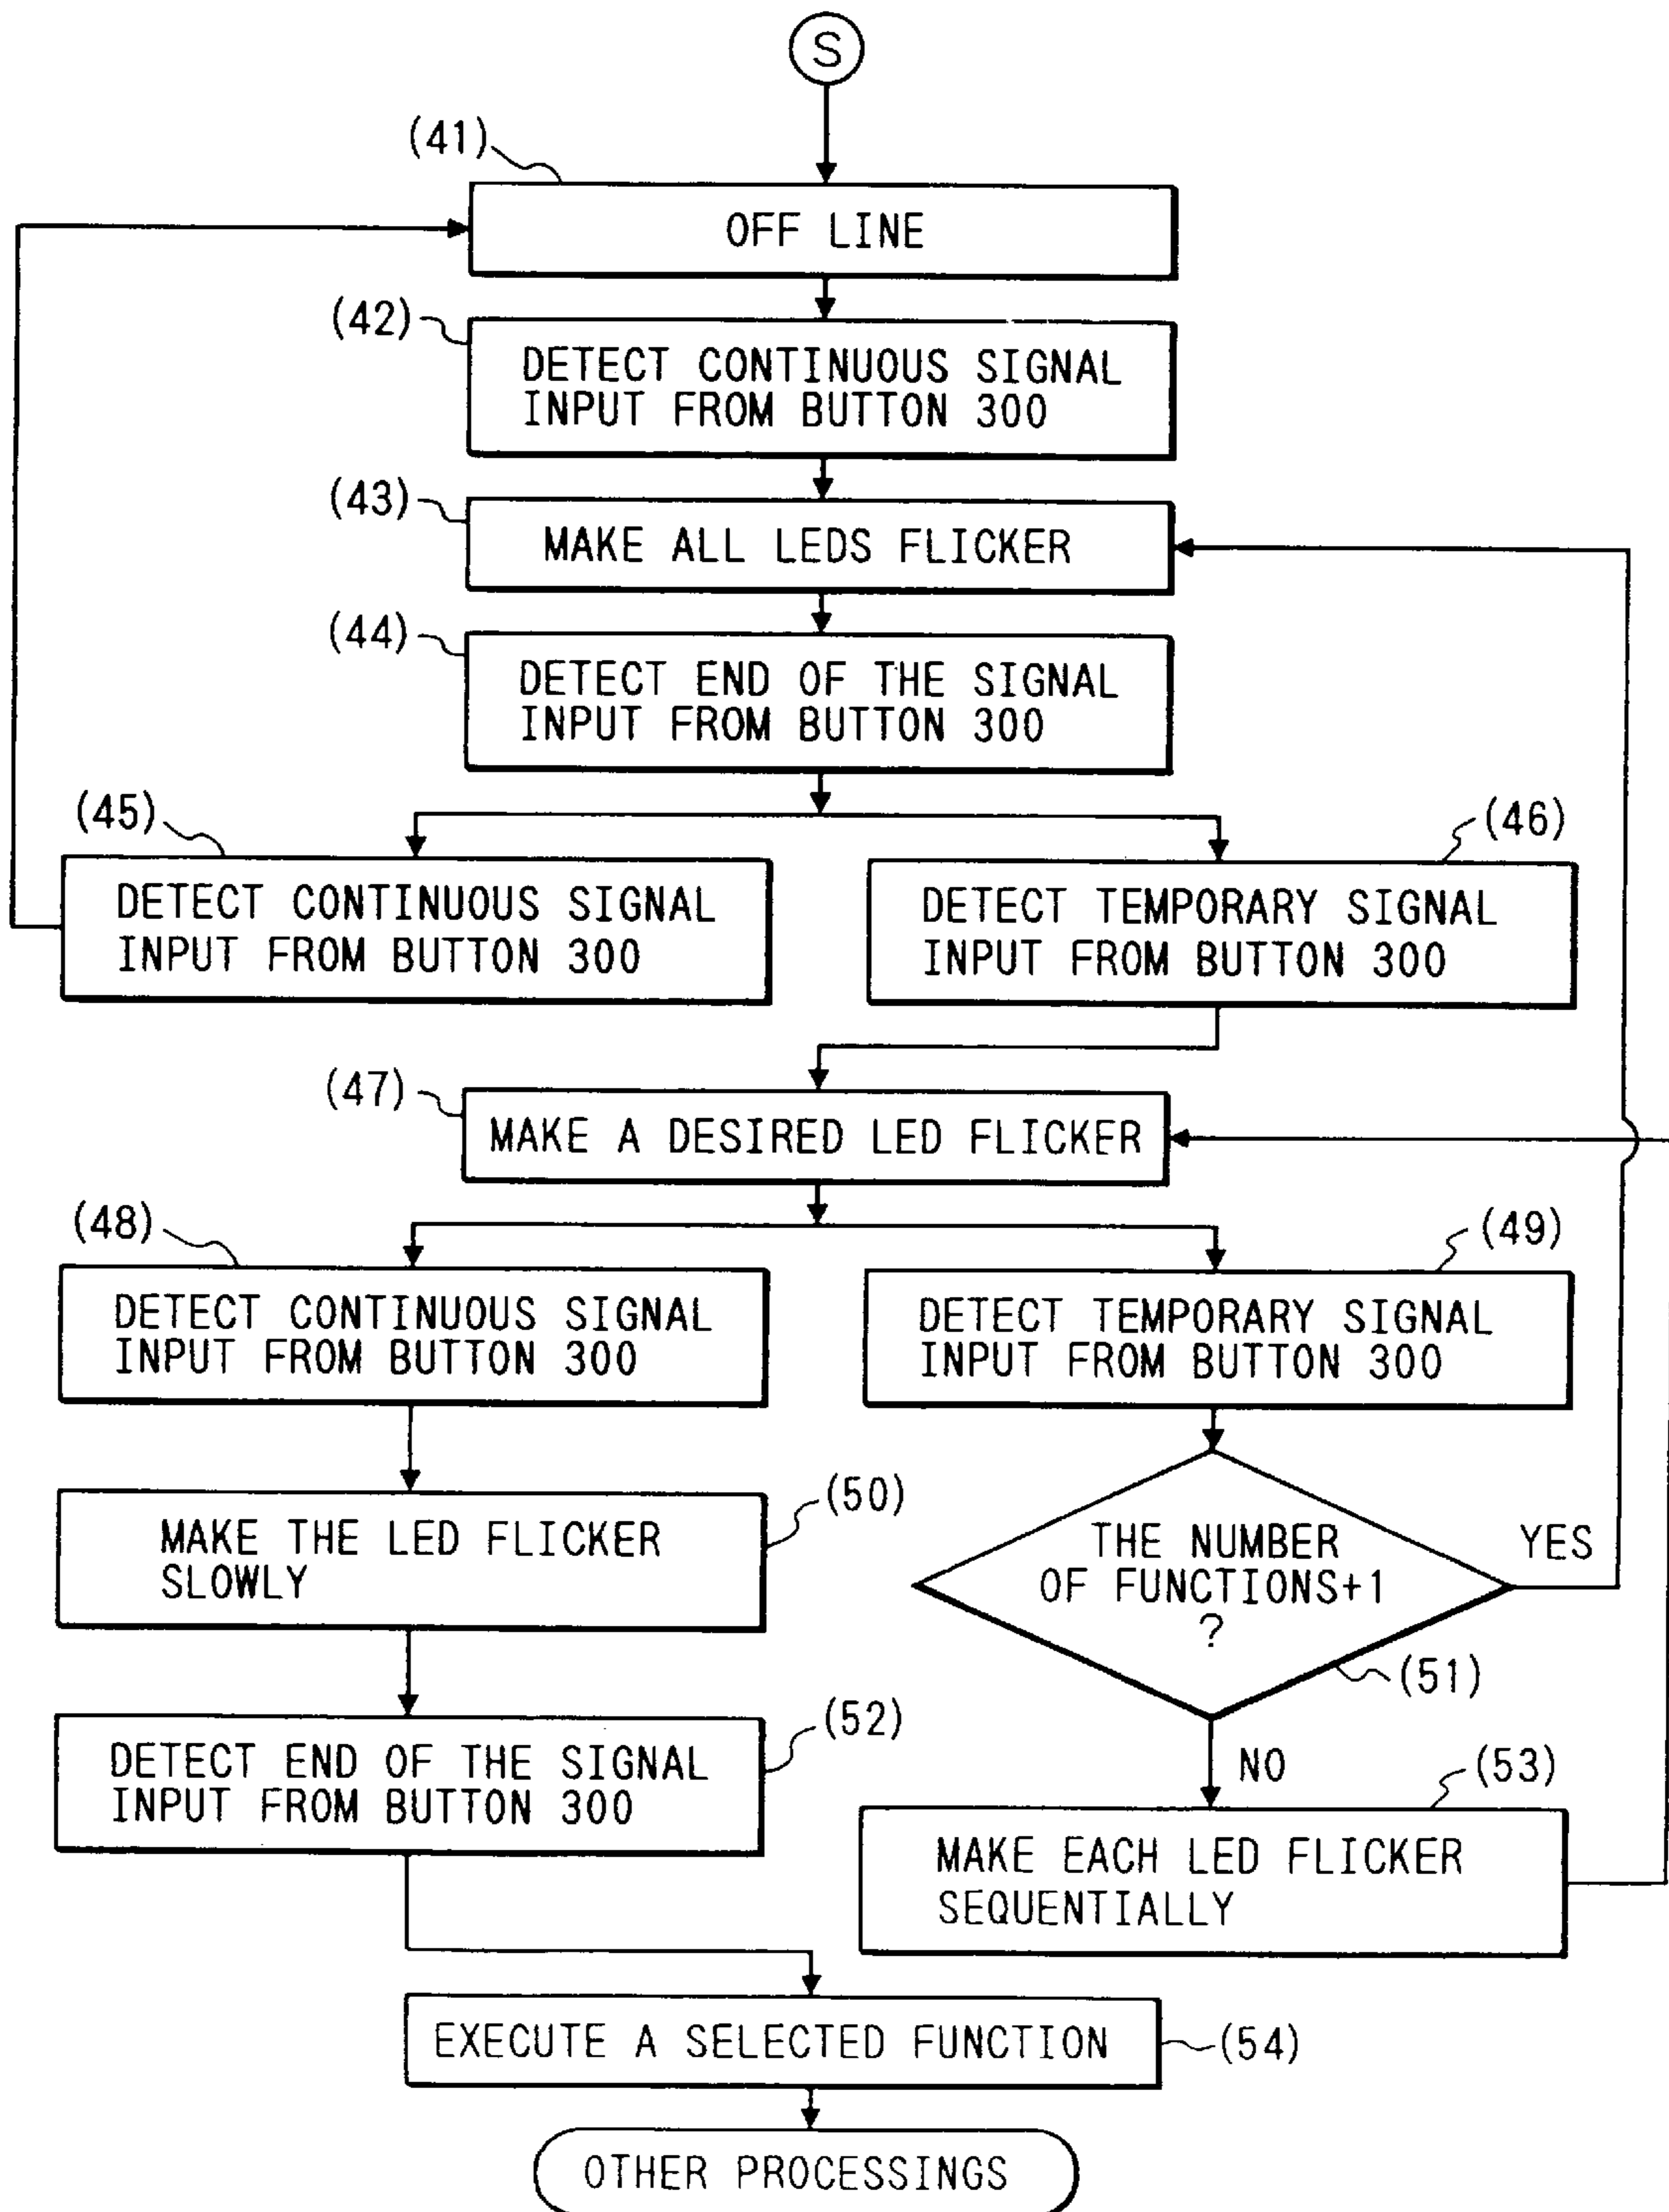 S
(41)
OFF LINE
(42)
DETECT CONTINUOUS SIGNAL
INPUT FROM BUTTON 300
(43)
MAKE ALL LEDS FLICKER
(44)
DETECT END OF THE SIGNAL
INPUT FROM BUTTON 300
(45)
DETECT CONTINUOUS SIGNAL
INPUT FROM BUTTON 300
(46)
DETECT TEMPORARY SIGNAL
INPUT FROM BUTTON 300
(47)
MAKE A DESIRED LED FLICKER
(48)
DETECT CONTINUOUS SIGNAL
INPUT FROM BUTTON 300
(49)
DETECT TEMPORARY SIGNAL
INPUT FROM BUTTON 300
(50)
MAKE THE LED FLICKER
SLOWLY
THE NUMBER
OF FUNCTIONS+1
?
YES
(51)
(52)
DETECT END OF THE SIGNAL
INPUT FROM BUTTON 300
NO
(53)
MAKE EACH LED FLICKER
SEQUENTIALLY
EXECUTE A SELECTED FUNCTION
(54)
OTHER PROCESSINGS